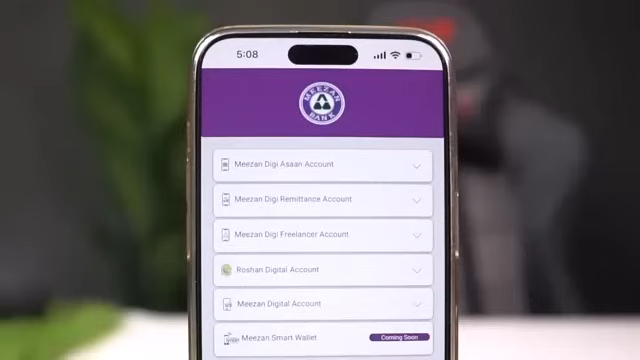 5:08
MEEZAN
BANK
Meezan Digi Asaan Account
Meezan Digi Remittance Account
Meezan Digi Freelancer Account
Roshan Digital Account
Meezan Digital Account
Meezan Smart Wallet
Coming Soon